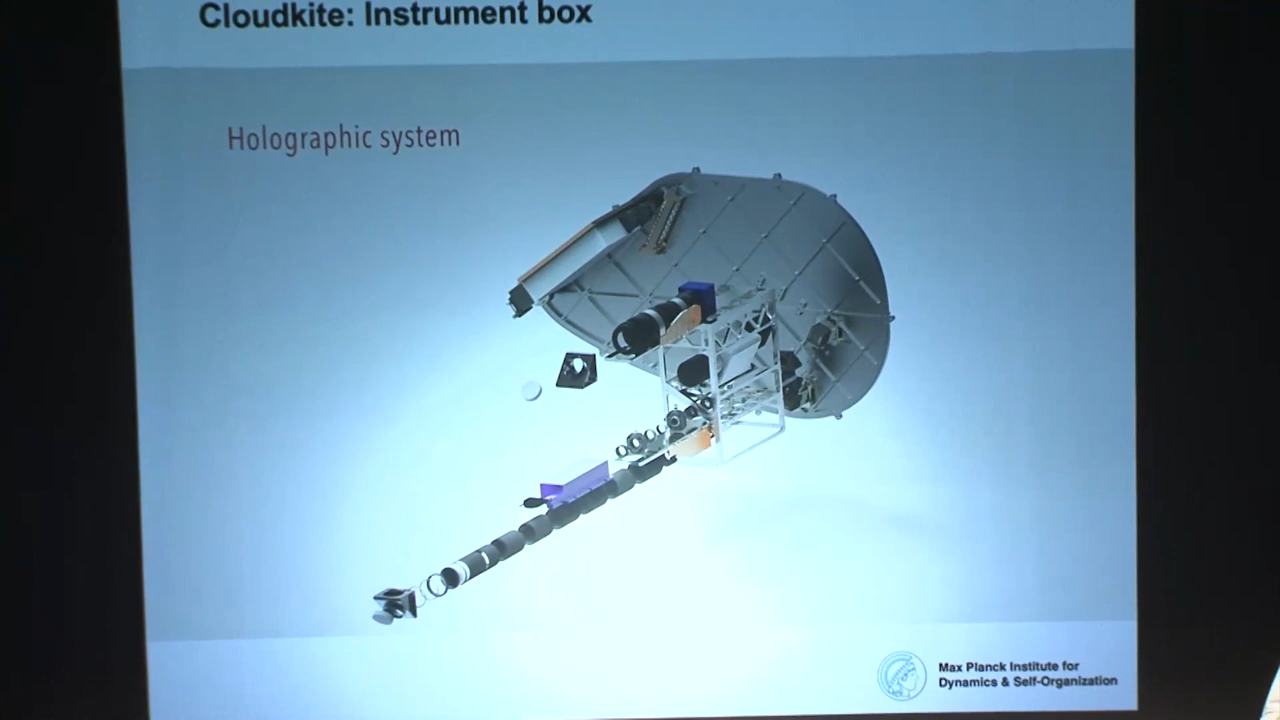 Cloudkite: Instrument box
Holographic system
Max Planck Institute for
Dynamics & Self-Organization